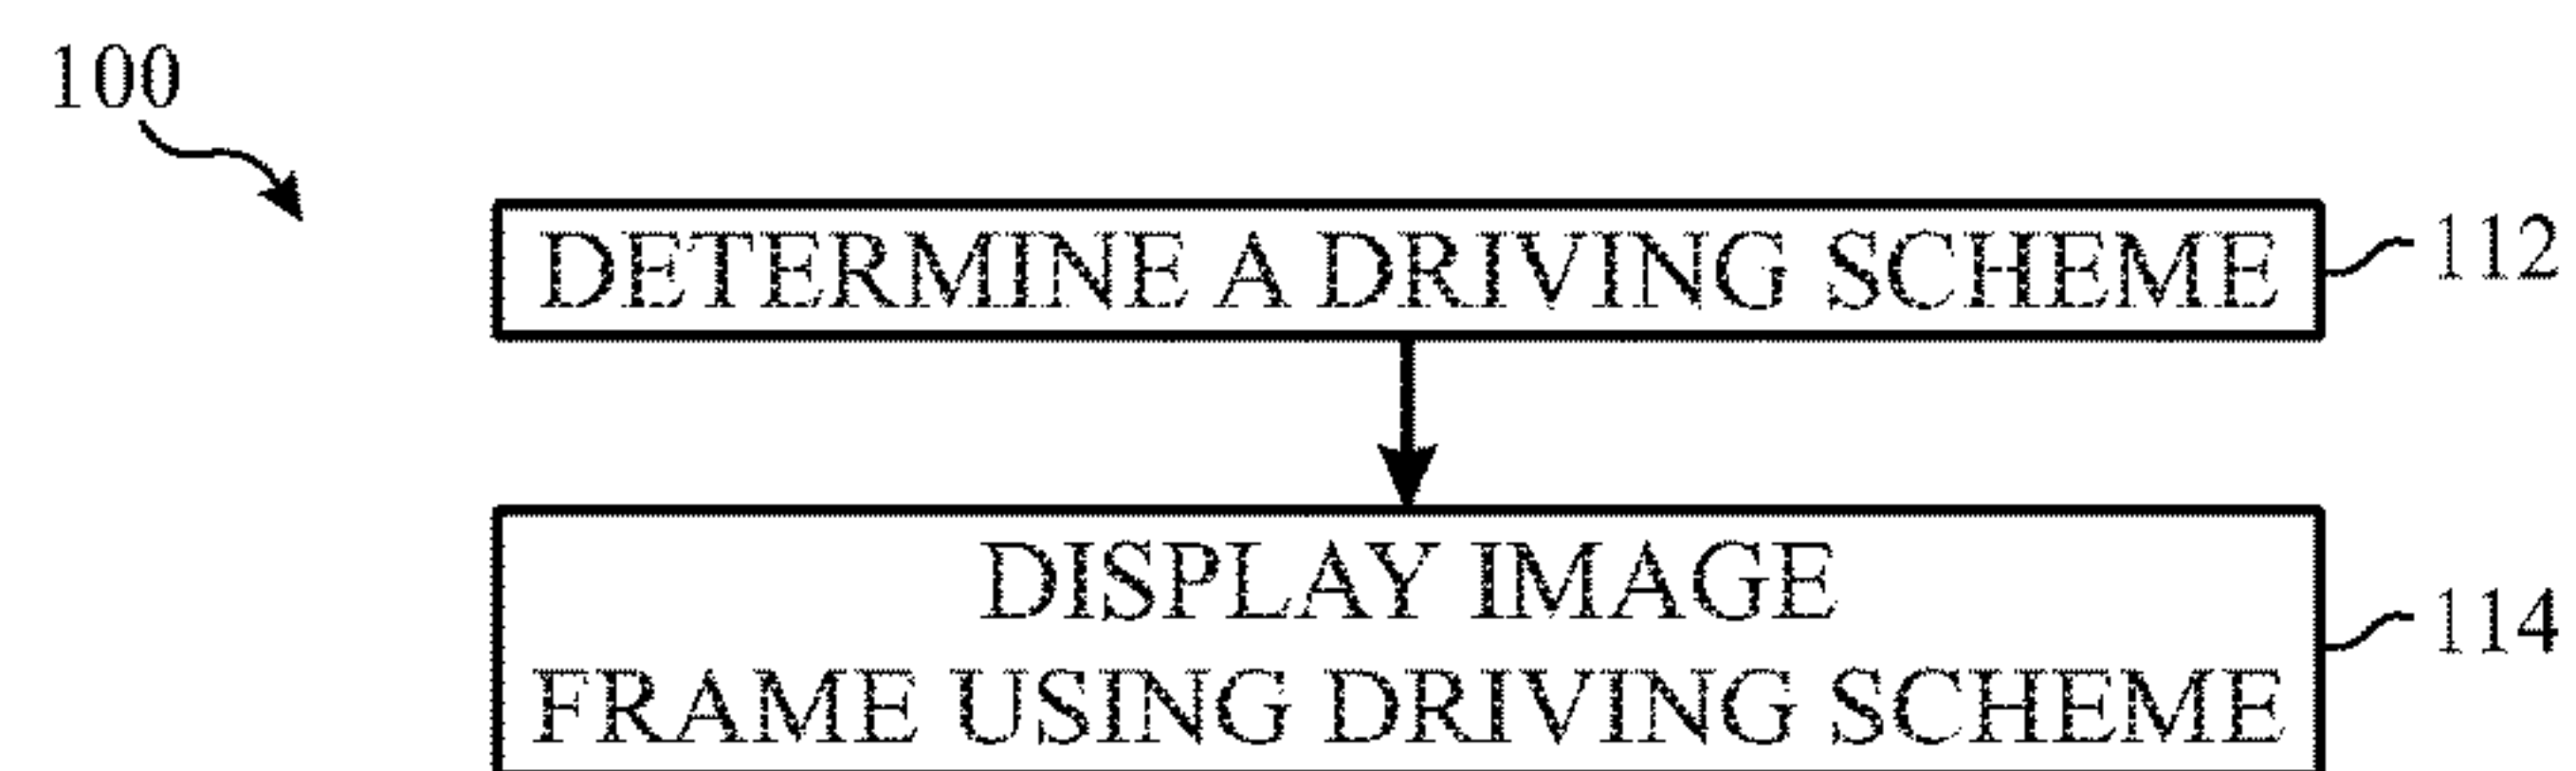 100
DETERMINE A DRIVING SCHEME
112
DISPLAY IMAGE
FRAME USING DRIVING SCHEME
114